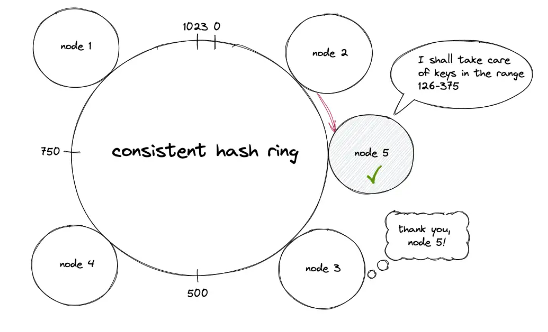 1023 0
node 1
node 2
I shall take care
of keys in the range
126-375
750
consistent hash ring
node 5
thank you,
node 5!
node 4
node 3
500